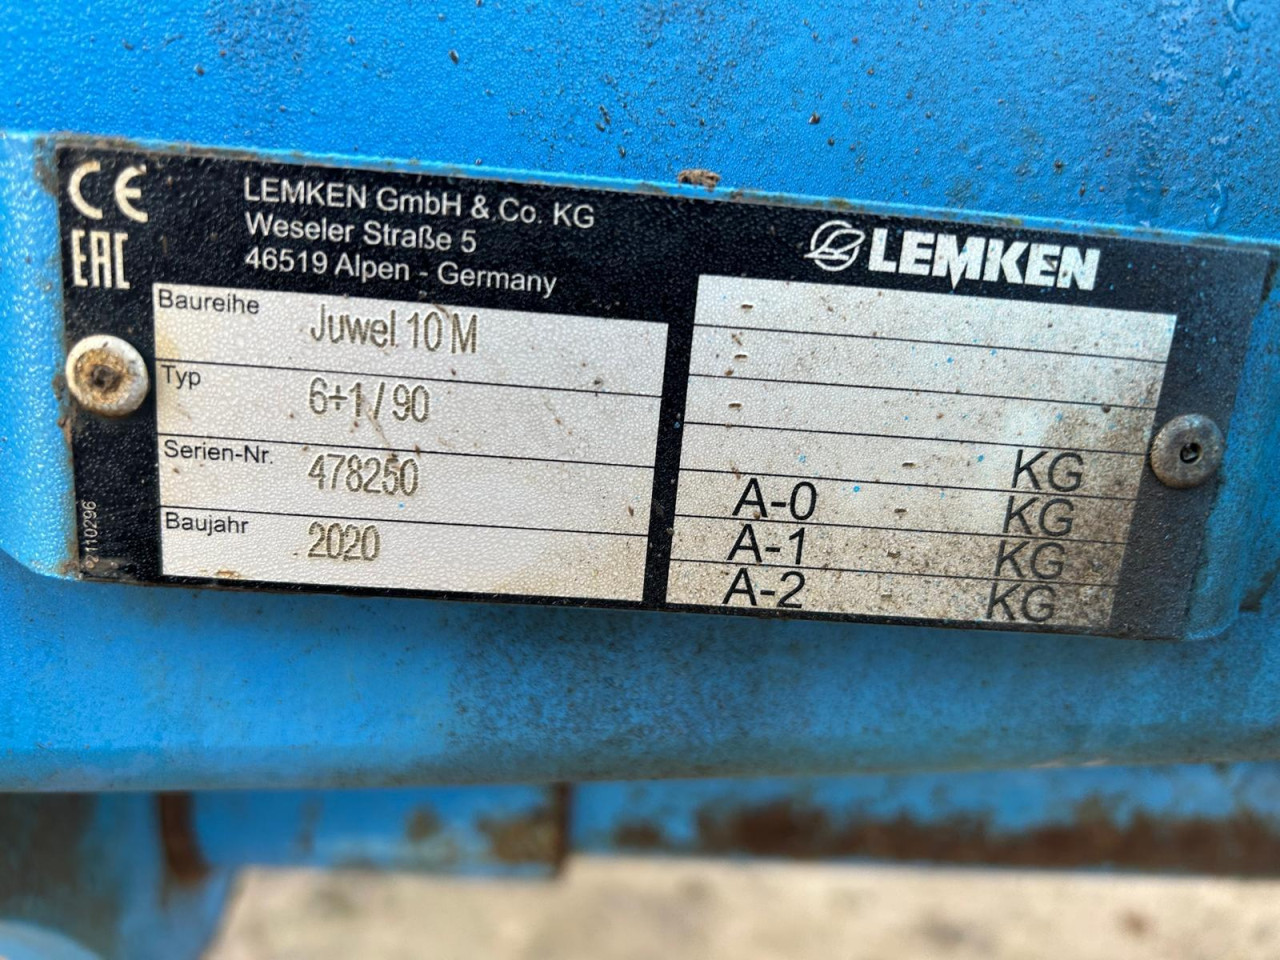 CE
EAC
LEMKEN GmbH & Co. KG
Weseler Straße 5
46519 Alpen - Germany
LEMKEN
Baureihe Juwel 10 M
Typ 6+1/90
Serien-Nr. 478250
Baujahr 2020
-
-
-
- KG
A-0 - KG
A-1 KG
A-2 KG